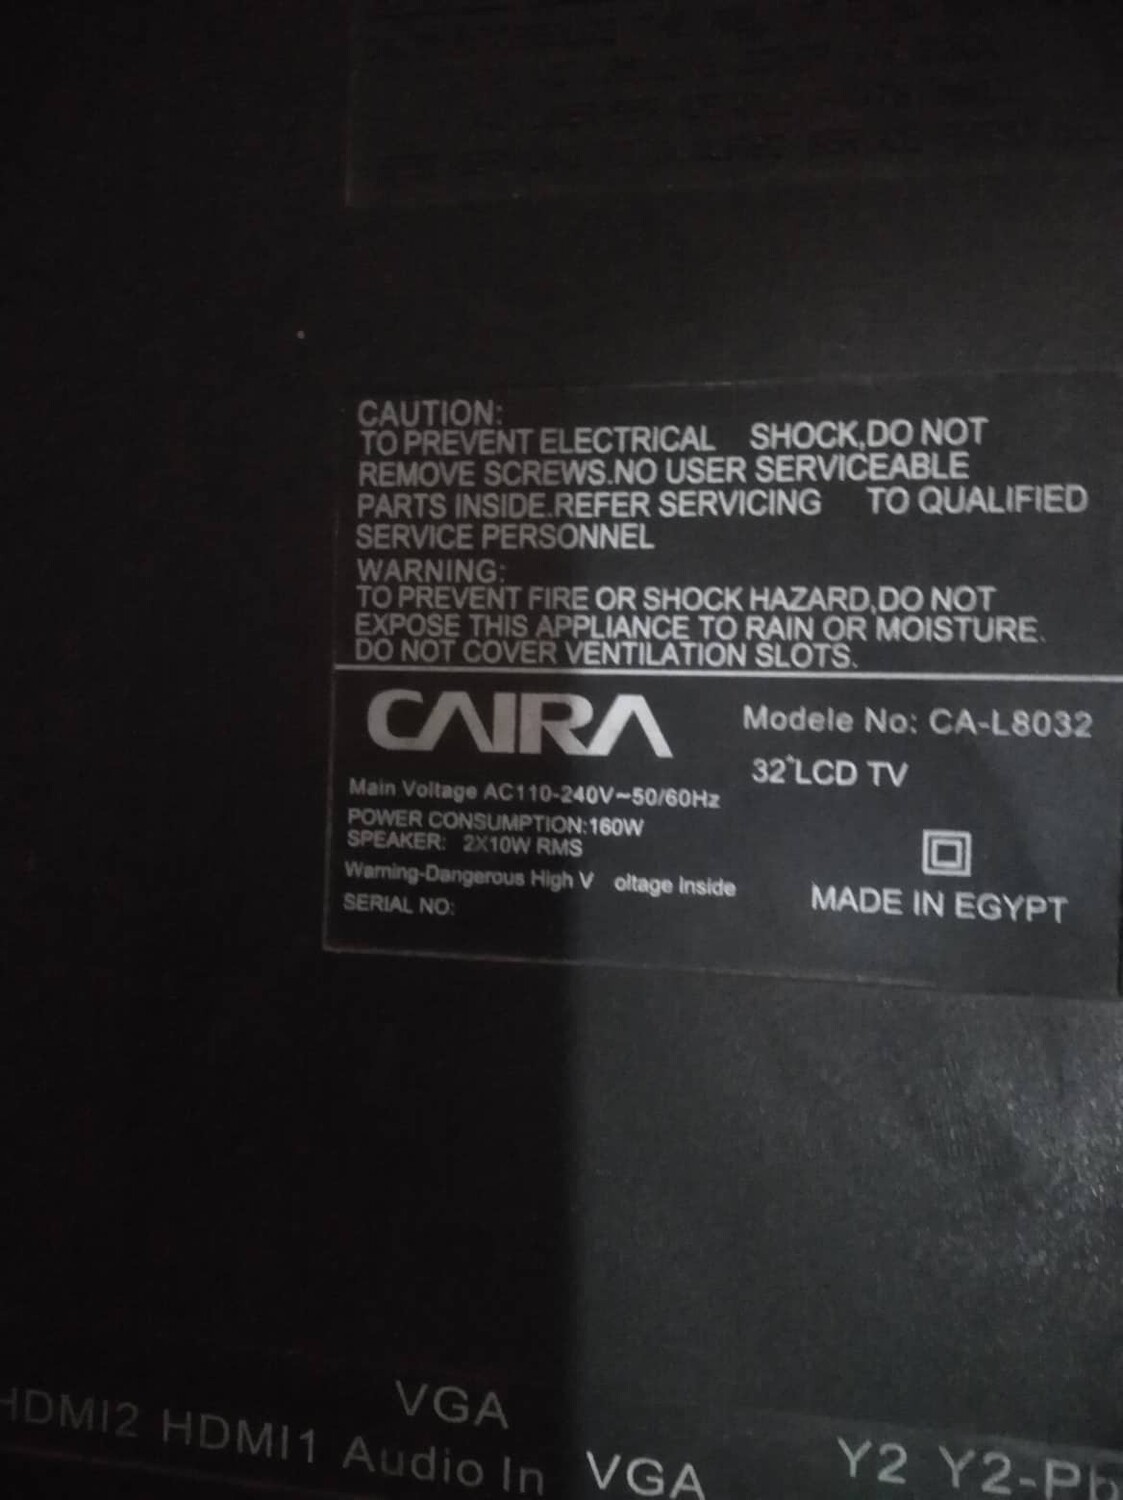 CAUTION:
TO PREVENT ELECTRICAL SHOCK,DO NOT
REMOVE SCREWS.NO USER SERVICEABLE
PARTS INSIDE.REFER SERVICING TO QUALIFIED
SERVICE PERSONNEL
WARNING:
TO PREVENT FIRE OR SHOCK HAZARD,DO NOT
EXPOSE THIS APPLIANCE TO RAIN OR MOISTURE.
DO NOT COVER VENTILATION SLOTS.
CAIRA
Modele No: CA-L8032
32"LCD TV
Main Voltage AC110-240V~50/60Hz
POWER CONSUMPTION:160W
SPEAKER: 2X10W RMS
Warning-Dangerous High V oltage Inside
SERIAL NO:
MADE IN EGYPT
VGA
HDMI2 HDMI1 Audio In VGA Y2 Y2-Pb